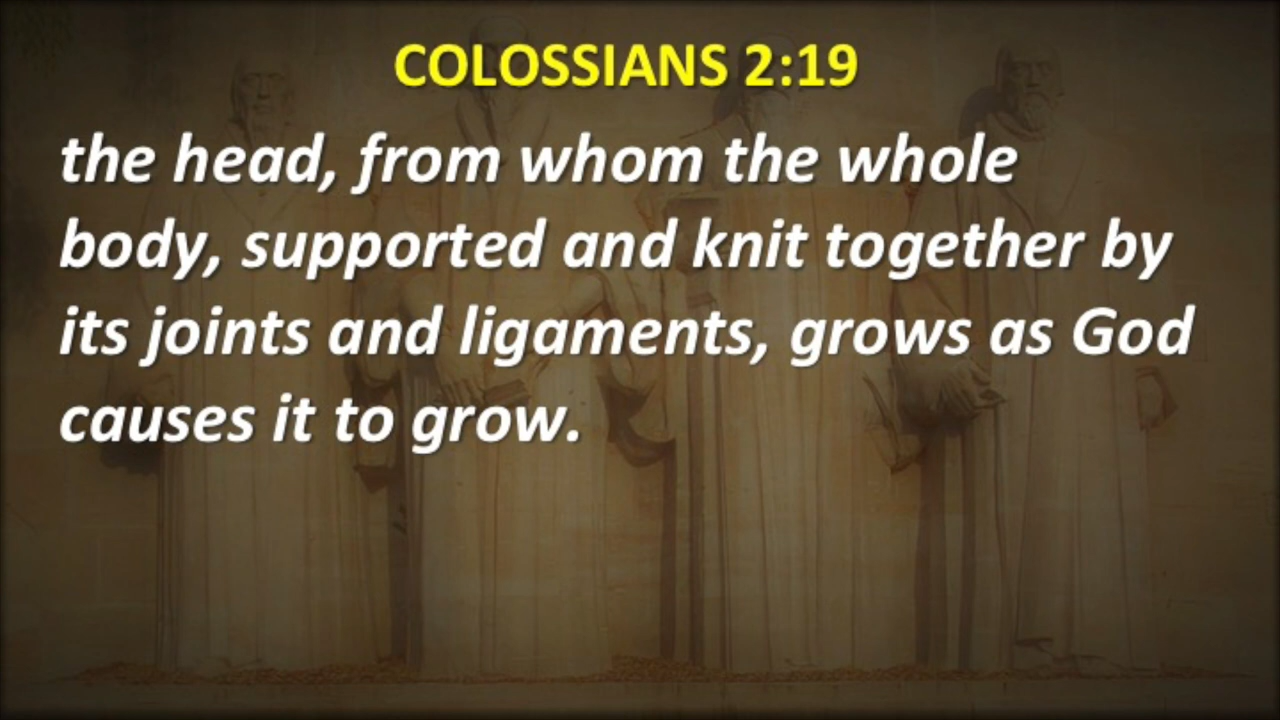 COLOSSIANS 2:19
the head, from whom the whole
body, supported and knit together by
its joints and ligaments, grows as God
causes it to grow.